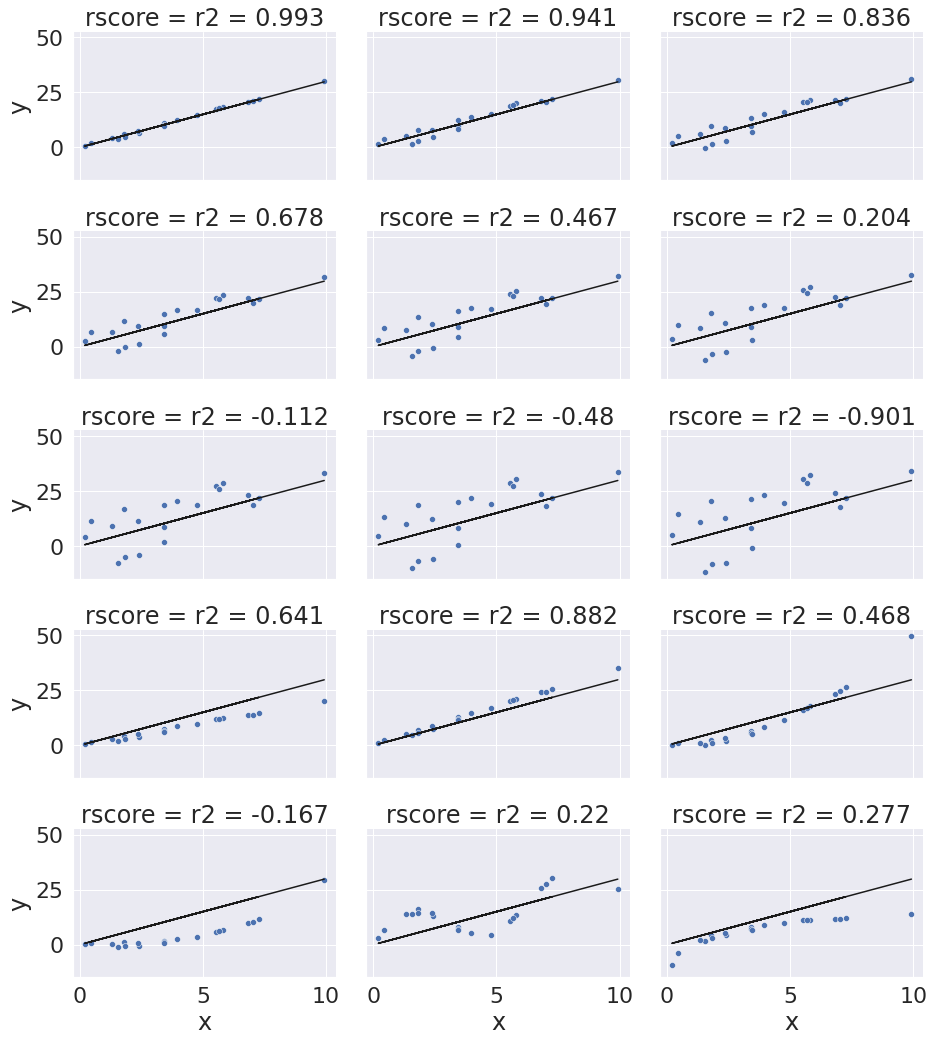 rscore = r2 = 0.993 rscore = r2 = 0.941 rscore = r2 = 0.836
50
25
0
y
rscore = r2 = 0.678 rscore = r2 = 0.467 rscore = r2 = 0.204
50
25
0
y
rscore = r2 = -0.112 rscore = r2 = -0.48 rscore = r2 = -0.901
50
25
0
y
rscore = r2 = 0.641 rscore = r2 = 0.882 rscore = r2 = 0.468
50
25
0
y
rscore = r2 = -0.167 rscore = r2 = 0.22 rscore = r2 = 0.277
50
25
0
y
0 5 10 0 5 10 0 5 10
x x x